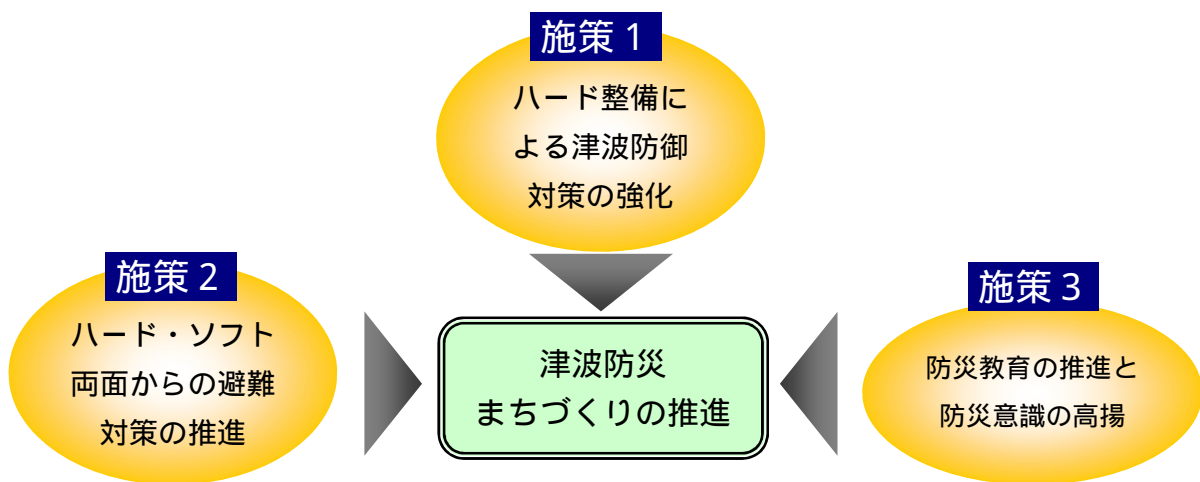 施策 1
ハード整備に
よる津波防御
対策の強化
施策 2
ハード・ソフト
両面からの避難
対策の推進
津波防災
まちづくりの推進
施策 3
防災教育の推進と
防災意識の高揚